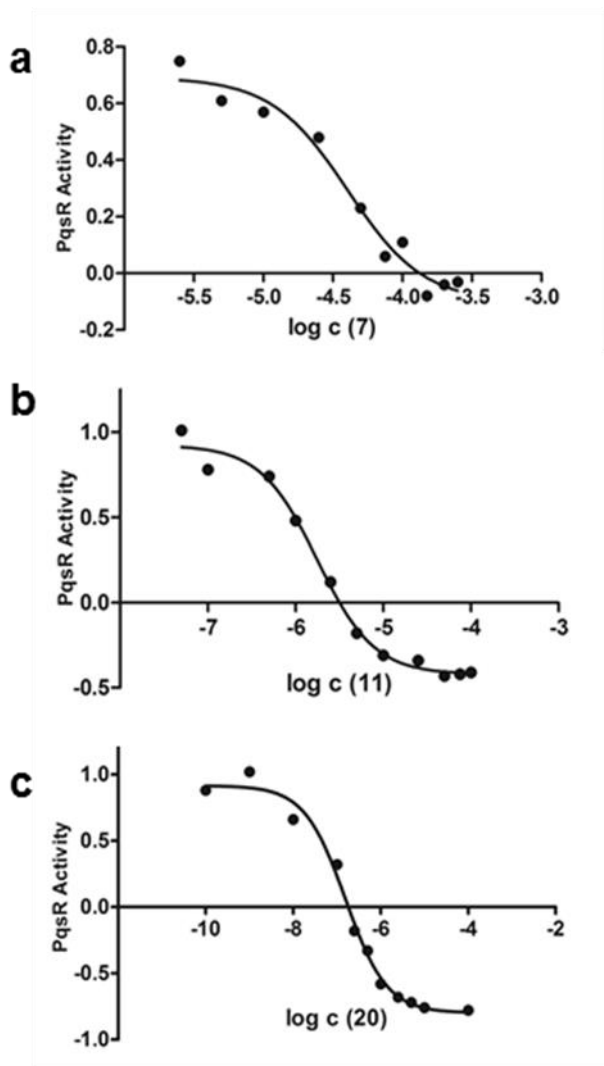 a
0.8
0.6
0.4
0.2
0.0
-0.2
PqsR Activity
-5.5 -5.0 -4.5 -4.0 -3.5 -3.0
log c (7)
b
1.0
0.5
0.0
-0.5
PqsR Activity
-7 -6 -5 -4 -3
log c (11)
c
1.0
0.5
0.0
-0.5
-1.0
PqsR Activity
-10 -8 -6 -4 -2
log c (20)